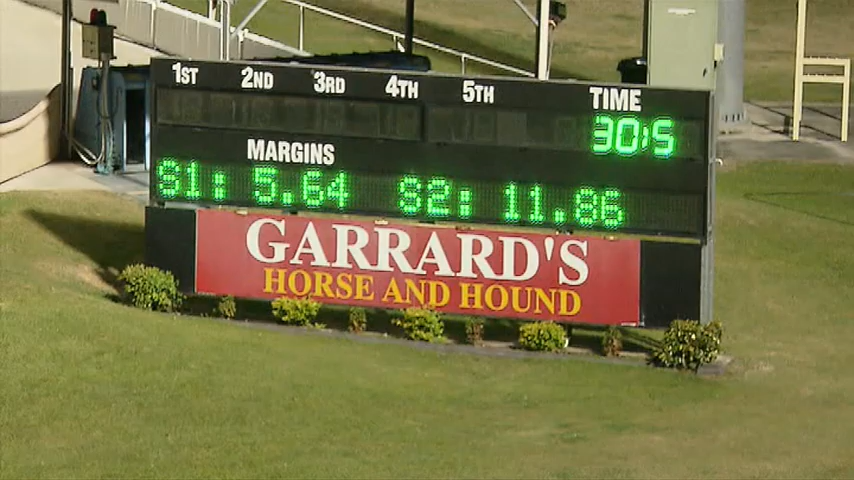 1ST 2ND 3RD 4TH 5TH TIME
30:5
MARGINS
S1: 5.64 S2: 11.86
GARRARD'S
HORSE AND HOUND